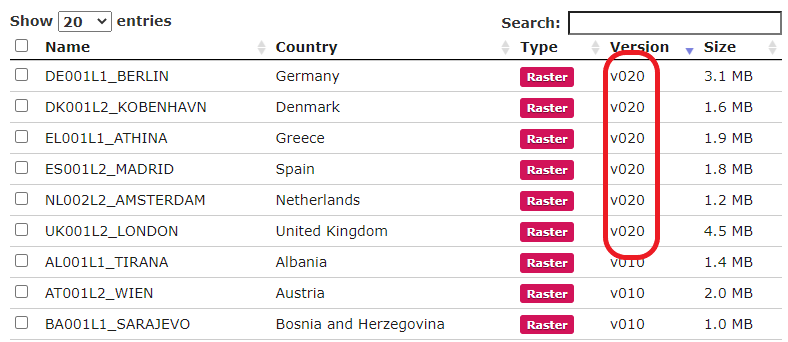 Show 20 entries Search:
Name Country Type Version Size
DE001L1_BERLIN Germany Raster v020 3.1 MB
DK001L2_KOBENHAVN Denmark Raster v020 1.6 MB
EL001L1_ATHINA Greece Raster v020 1.9 MB
ES001L2_MADRID Spain Raster v020 1.8 MB
NL002L2_AMSTERDAM Netherlands Raster v020 1.2 MB
UK001L2_LONDON United Kingdom Raster v020 4.5 MB
AL001L1_TIRANA Albania Raster v010 1.4 MB
AT001L2_WIEN Austria Raster v010 2.0 MB
BA001L1_SARAJEVO Bosnia and Herzegovina Raster v010 1.0 MB